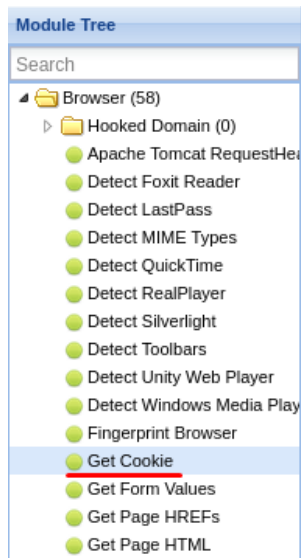 Module Tree
Search
Browser (58)
Hooked Domain (0)
Apache Tomcat RequestHea
Detect Foxit Reader
Detect LastPass
Detect MIME Types
Detect QuickTime
Detect RealPlayer
Detect Silverlight
Detect Toolbars
Detect Unity Web Player
Detect Windows Media Play
Fingerprint Browser
Get Cookie
Get Form Values
Get Page HREFs
Get Page HTML